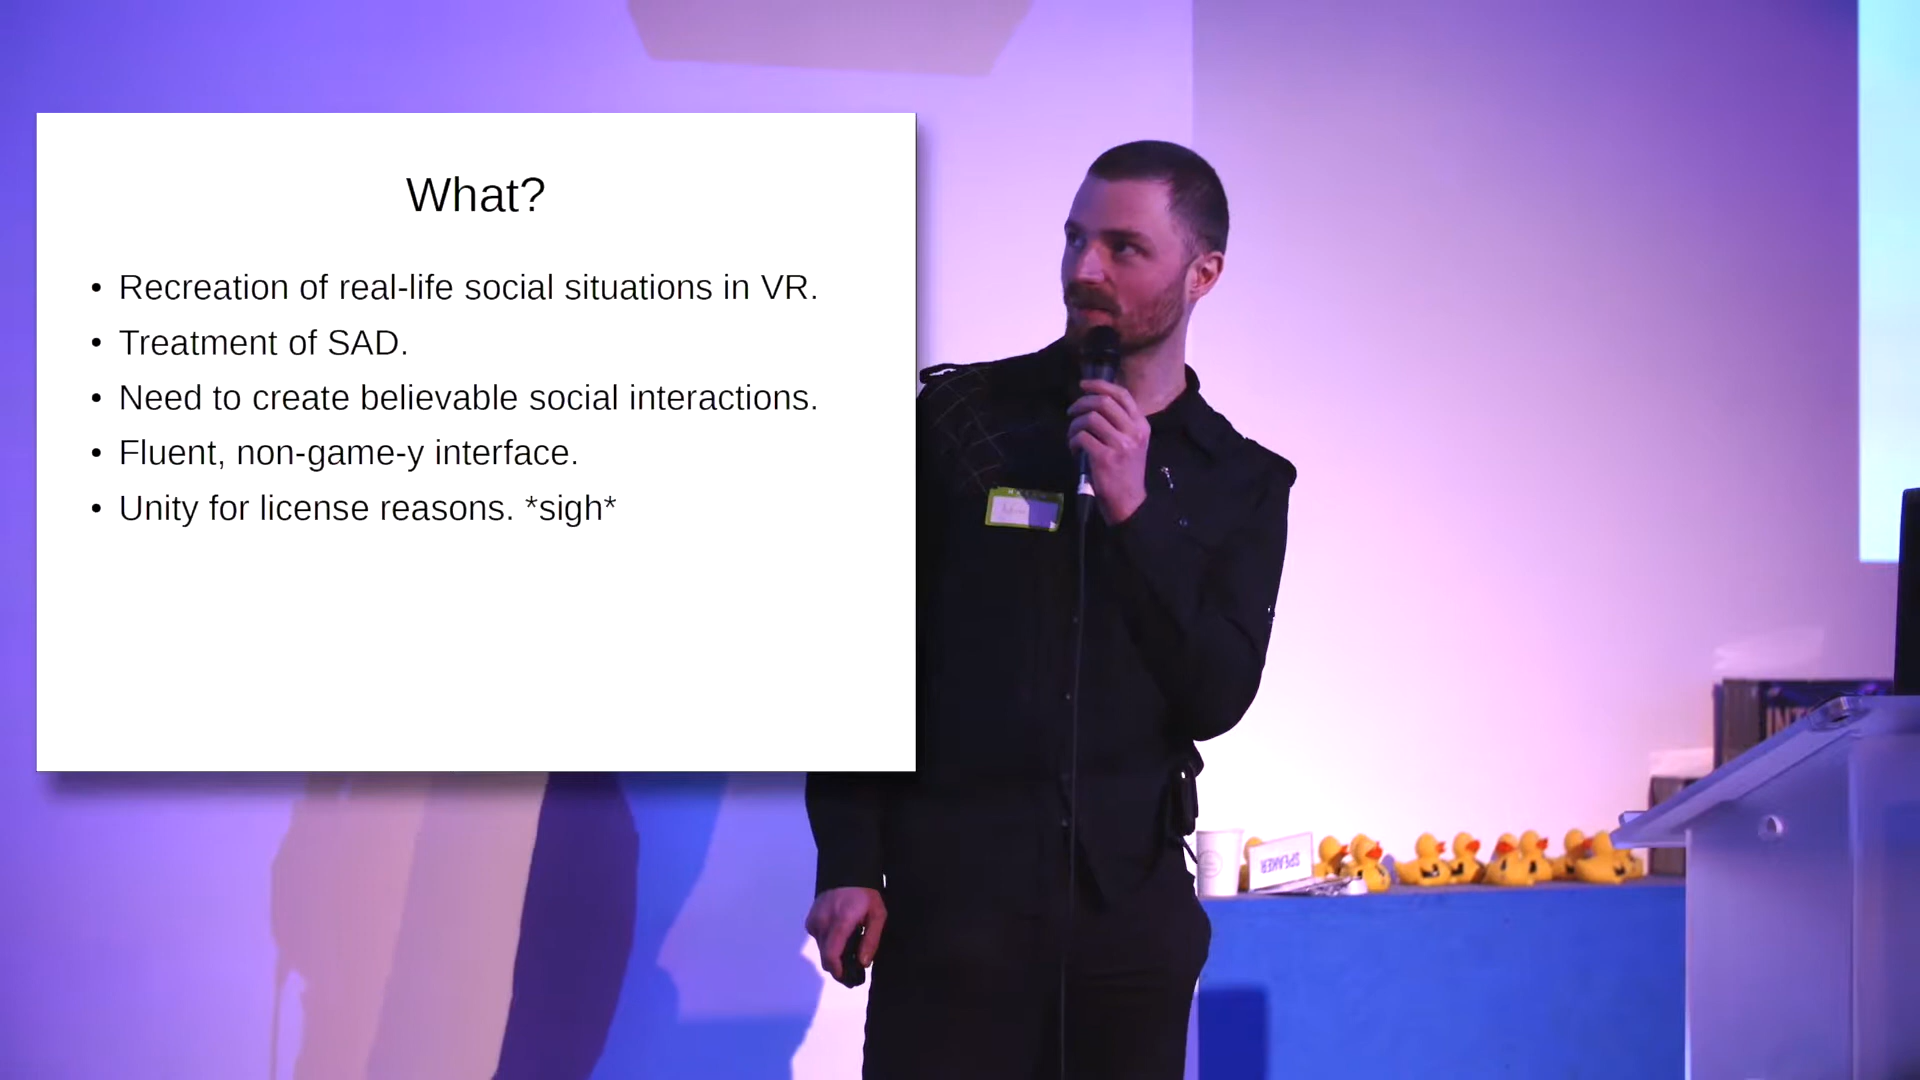 What?
• Recreation of real-life social situations in VR.
• Treatment of SAD.
• Need to create believable social interactions.
• Fluent, non-game-y interface.
• Unity for license reasons. *sigh*
SPEAKER